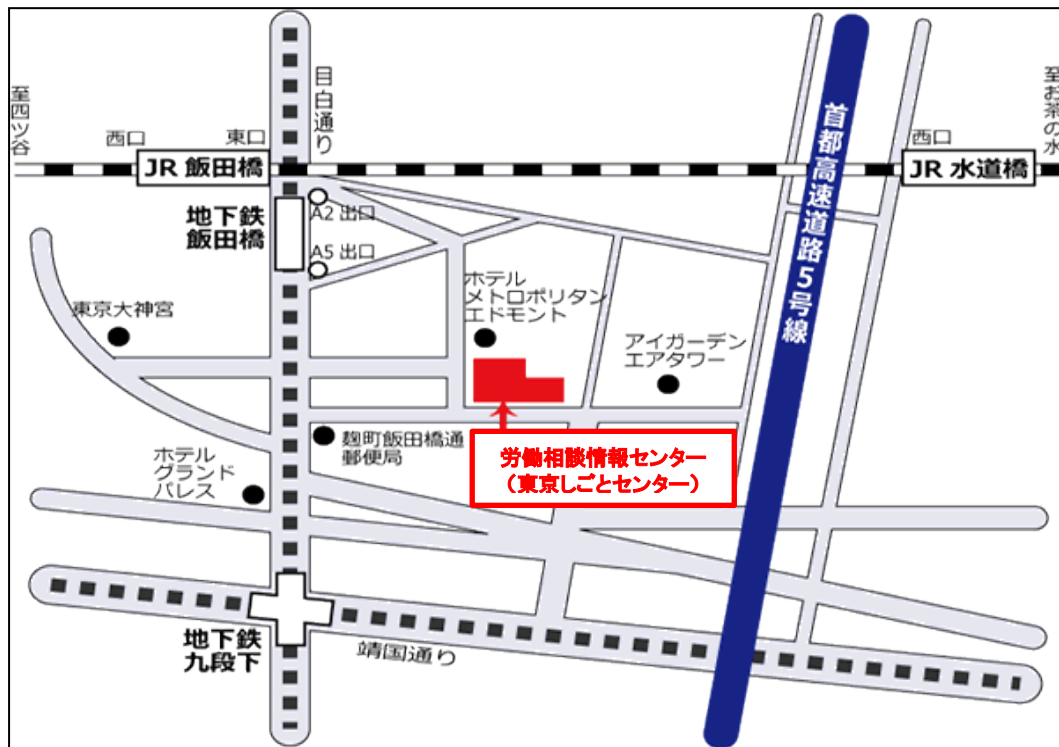 至四ツ谷
西口
東口
目白通り
首都高速道路5号線
西口
至お茶の水
JR 飯田橋
JR 水道橋
地下鉄
飯田橋
A2 出口
A5 出口
東京大神宮
ホテル
メトロポリタン
エドモント
アイガーデン
エアタワー
麹町飯田橋通
郵便局
労働相談情報センター
（東京しごとセンター）
ホテル
グランド
パレス
地下鉄
九段下
靖国通り